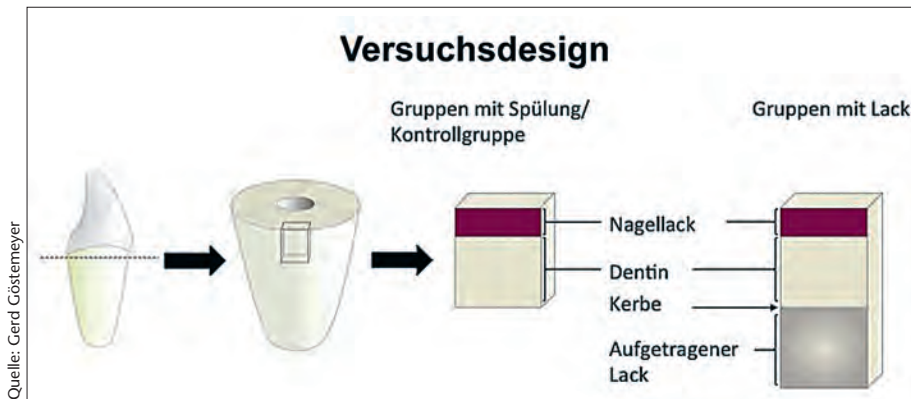 Versuchsdesign
Gruppen mit Spülung/
Kontrollgruppe
Gruppen mit Lack
Nagellack
Dentin
Kerbe
Aufgetragener
Lack
Quelle: Gerd Göstemeyer